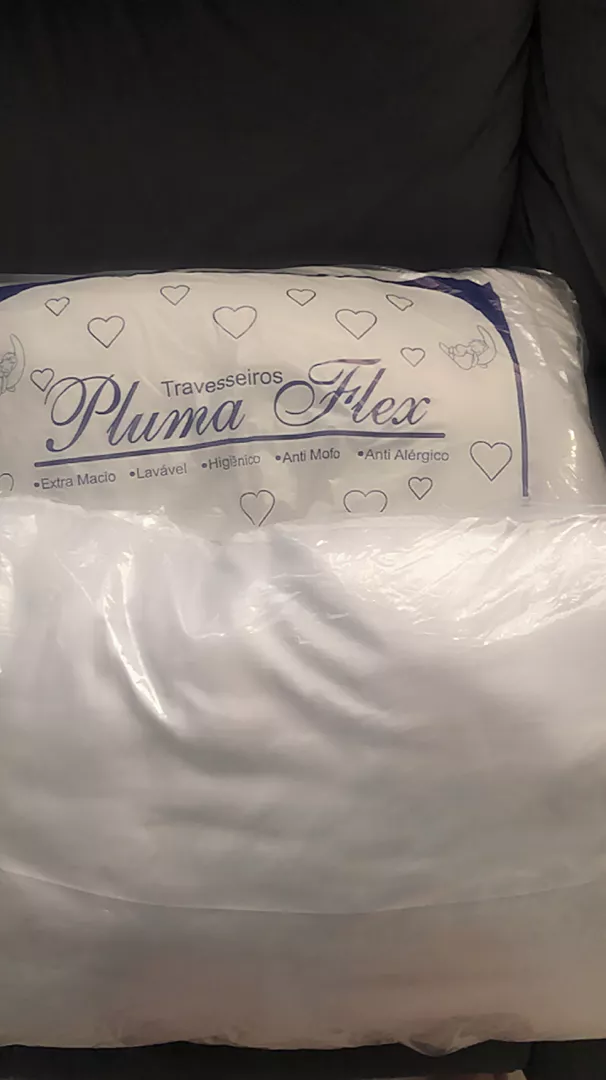 Travesseiros
Pluma Flex
•Extra Macio •Lavável •Higiênico •Anti Mofo •Anti Alérgico